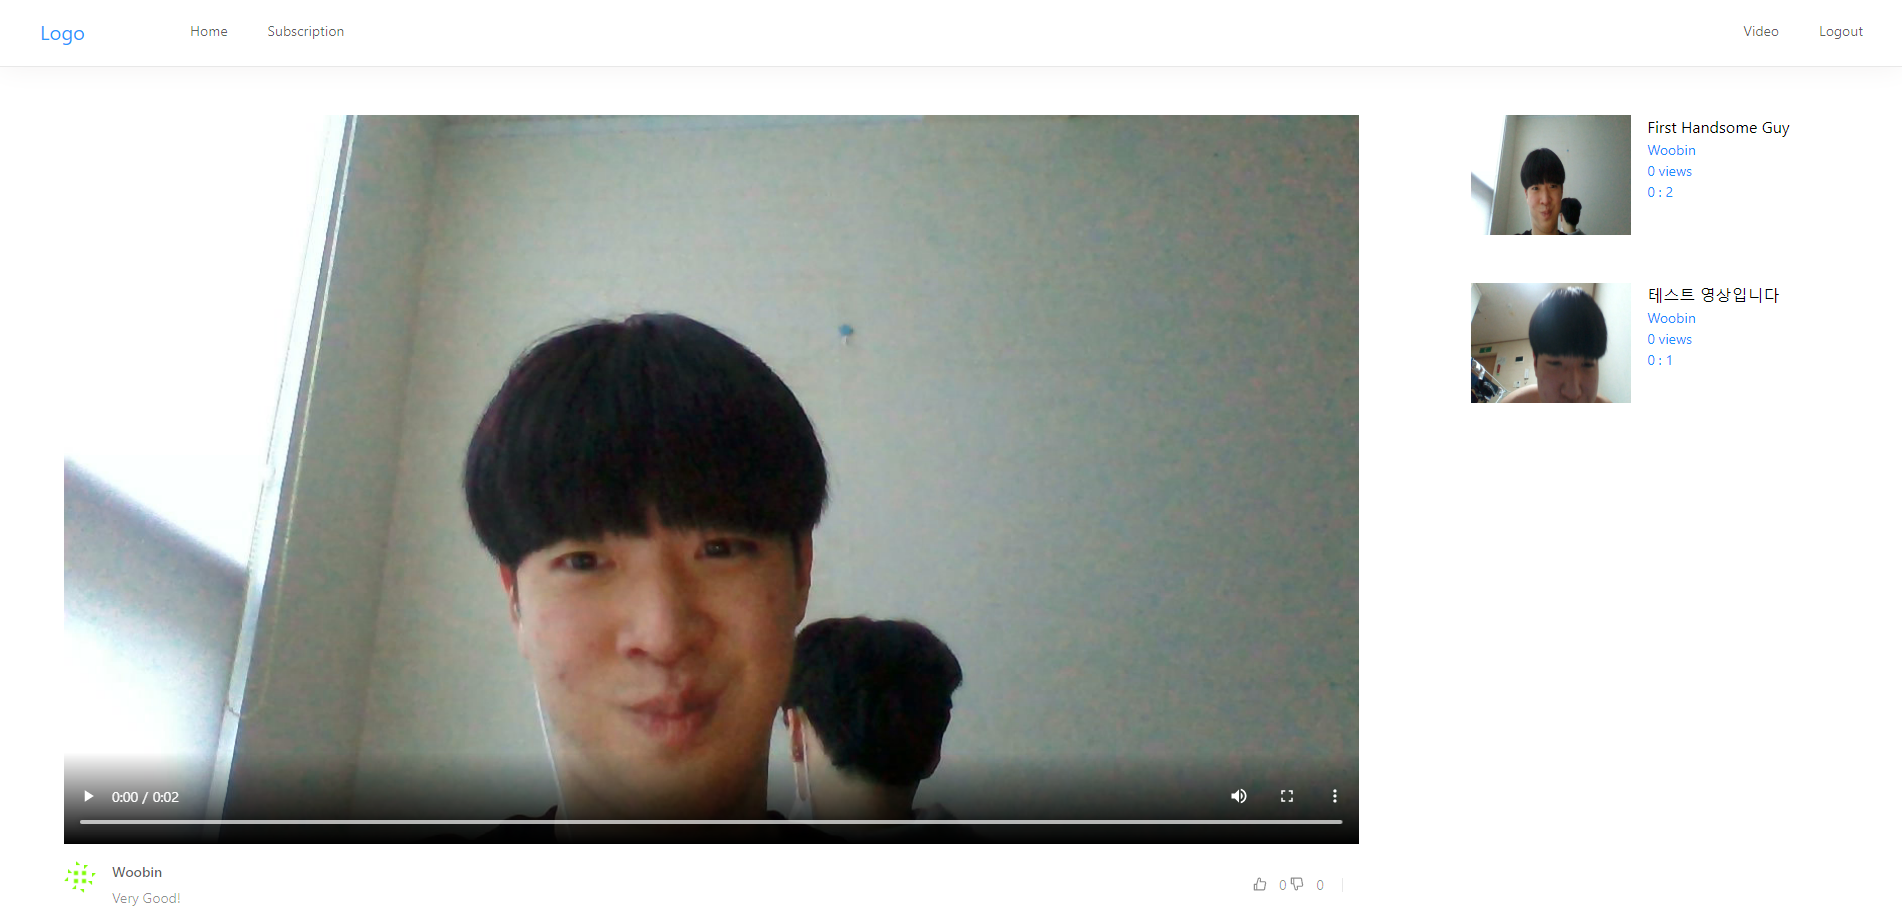 Logo
Home
Subscription
Video
Logout
First Handsome Guy
Woobin
0 views
0 : 2
테스트 영상입니다
Woobin
0 views
0 : 1
0:00 / 0:02
Woobin
Very Good!
0
0